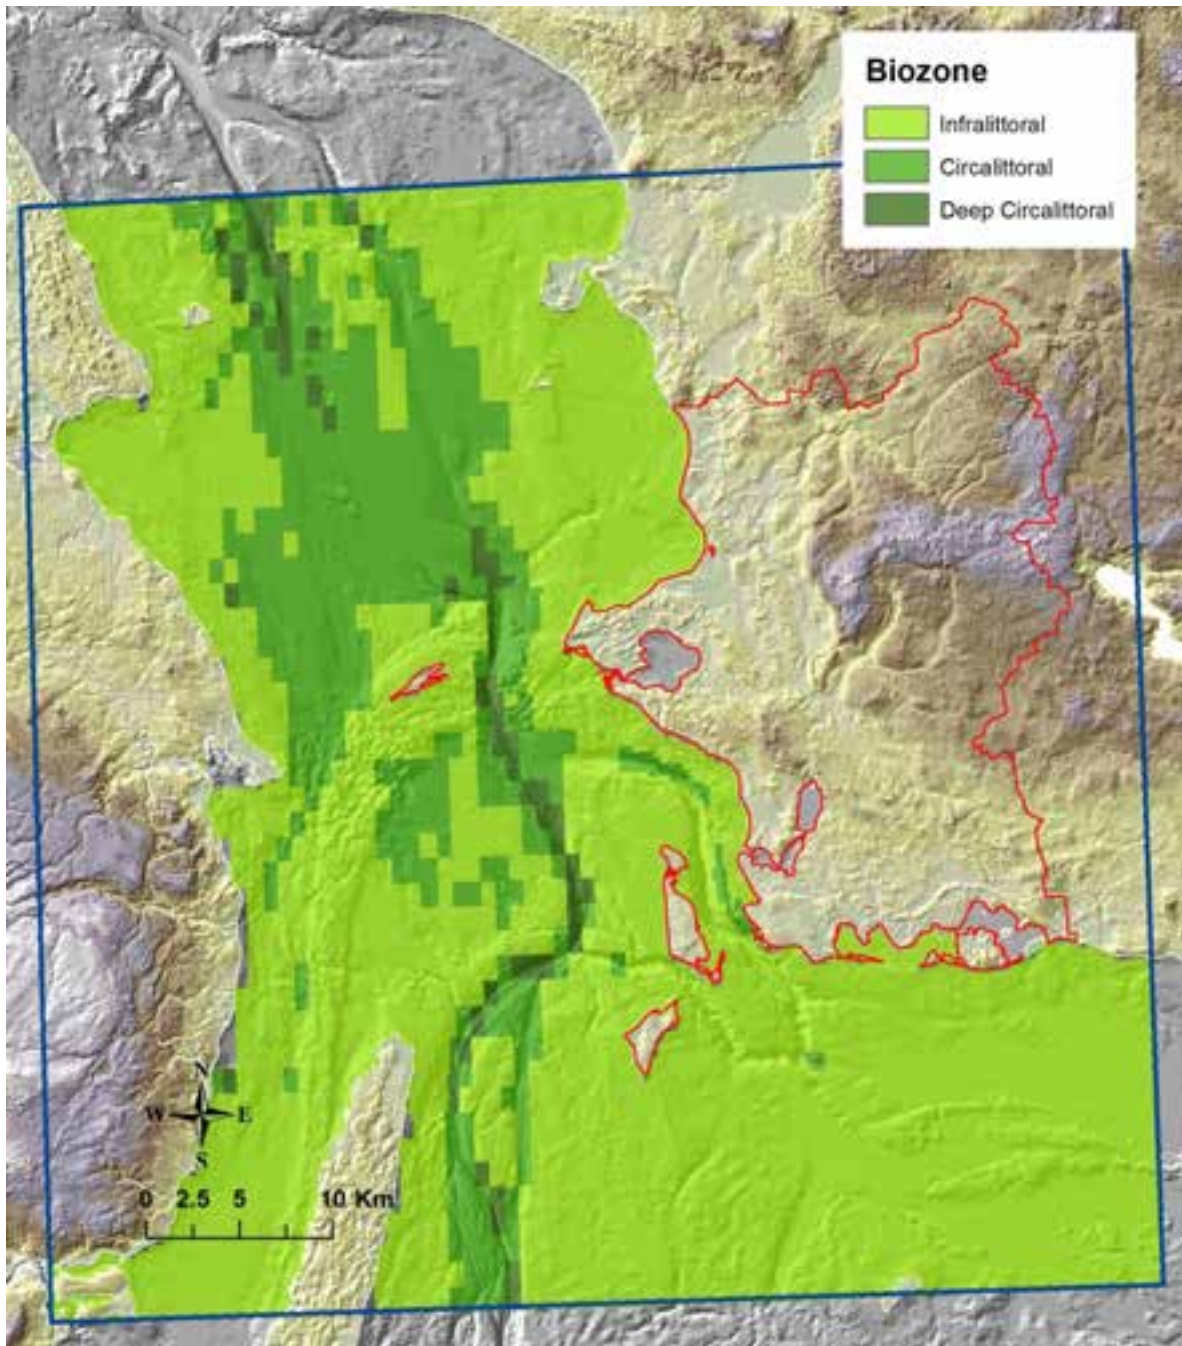 Biozone
Infralittoral
Circalittoral
Deep Circalittoral
N
W E
S
0 2.5 5 10 Km